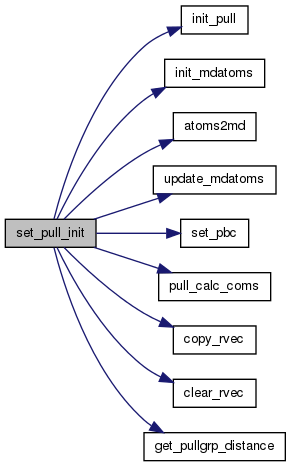 init_pull
init_mdatoms
atoms2md
update_mdatoms
set_pull_init
set_pbc
pull_calc_coms
copy_rvec
clear_rvec
get_pullgrp_distance